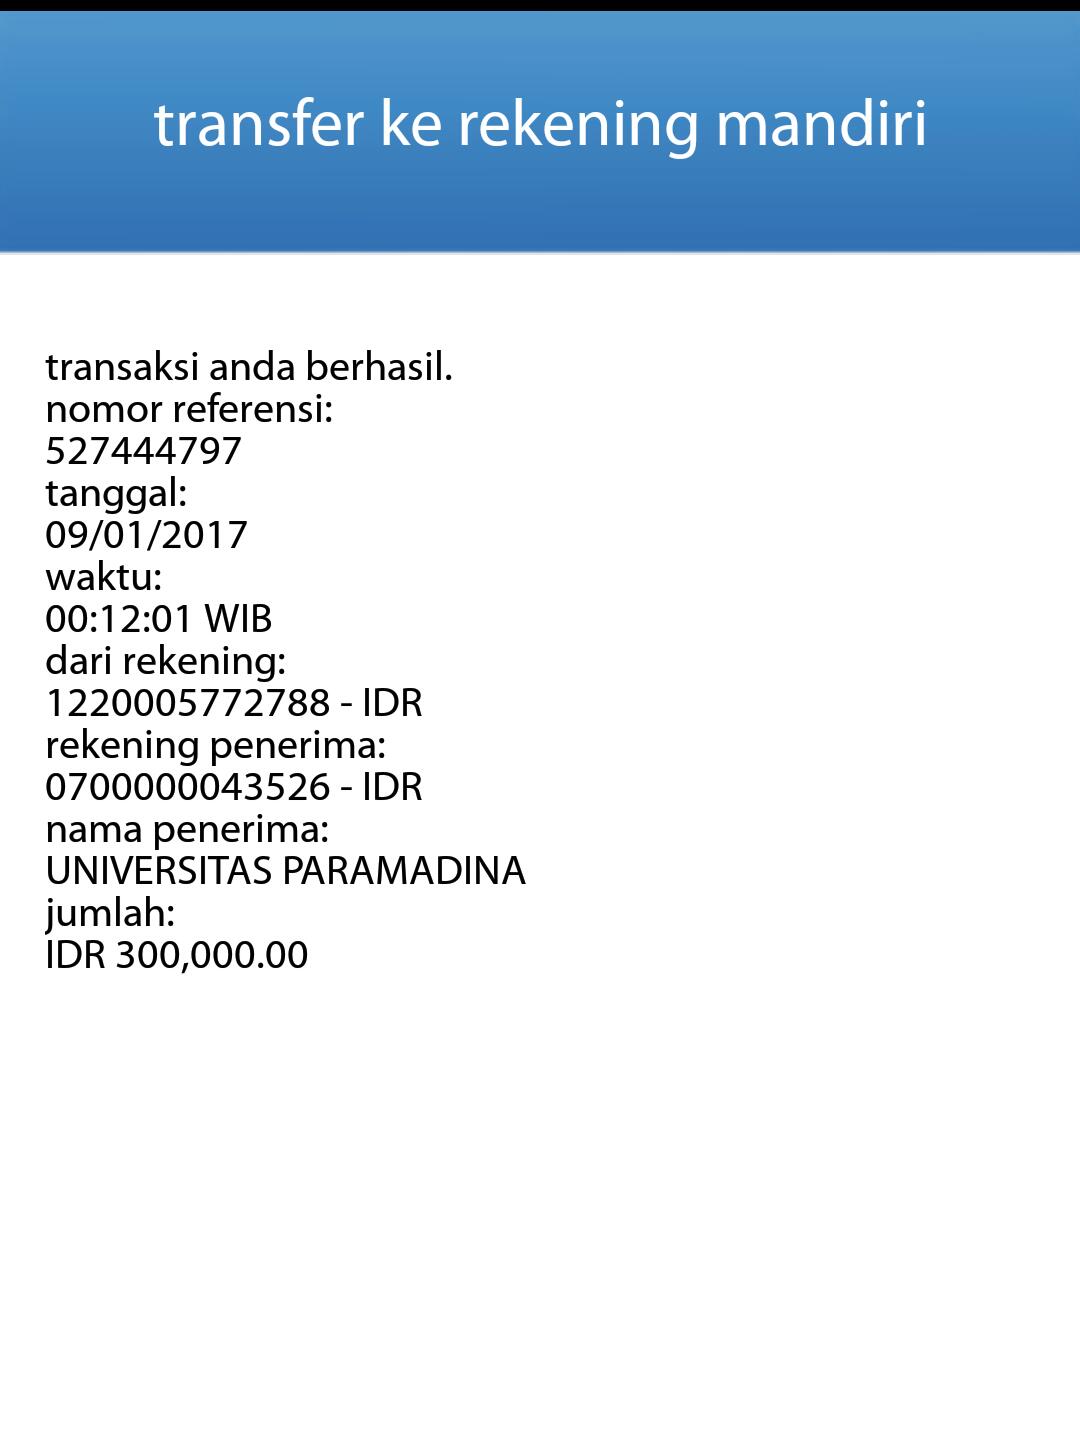 transfer ke rekening mandiri
transaksi anda berhasil.
nomor referensi:
527444797
tanggal:
09/01/2017
waktu:
00:12:01 WIB
dari rekening:
1220005772788 - IDR
rekening penerima:
0700000043526 - IDR
nama penerima:
UNIVERSITAS PARAMADINA
jumlah:
IDR 300,000.00